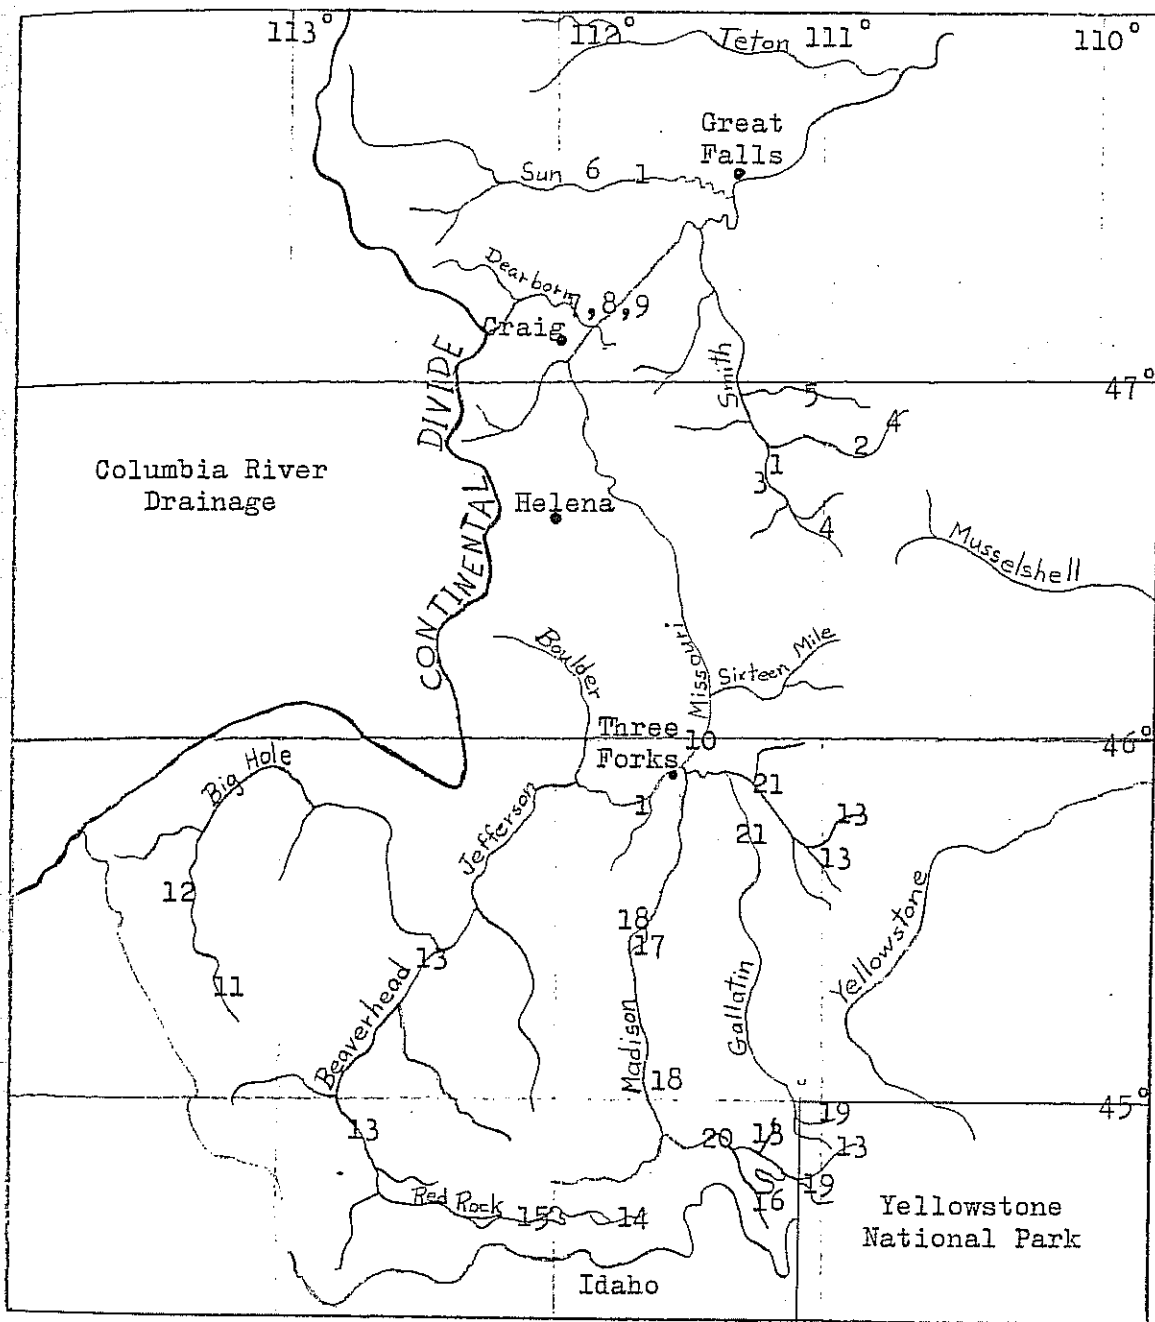 113°
112°
Teton
111°
110°
Great
Falls
Sun 6 1
Dearborn
7,8,9
Craig
Smith
DIVIDE
47°
5
4
2
1
3
4
Columbia River
Drainage
Helena
CONTINENTAL
Musselshell
Boulder
Missouri
Sixteen Mile
Three
Forks
10
46°
Big Hole
Jefferson
1
21
13
21
13
12
18
17
13
11
Beaverhead
Madison
Gallatin
Yellowstone
18
45°
19
13
20
13
13
19
16
Red Rock
15
3
14
Yellowstone
National Park
Idaho